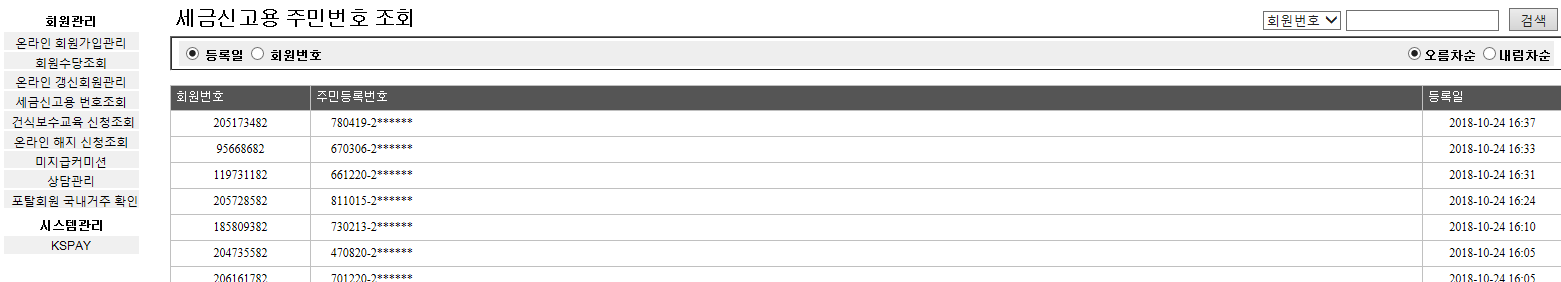 회원관리
온라인 회원가입관리
회원수당조회
온라인 갱신회원관리
세금신고용 번호조회
건식보수교육 신청조회
온라인 해지 신청조회
미지급커미션
상담관리
포탈회원 국내거주 확인
시스템관리
KSPAY
세금신고용 주민번호 조회
회원번호 검색
등록일 회원번호 오름차순 내림차순
회원번호 주민등록번호 등록일
205173482 780419-2****** 2018-10-24 16:37
95668682 670306-2****** 2018-10-24 16:33
119731182 661220-2****** 2018-10-24 16:31
205728582 811015-2****** 2018-10-24 16:24
185809382 730213-2****** 2018-10-24 16:10
204735582 470820-2****** 2018-10-24 16:05
206161782 701220-2****** 2018-10-24 16:05